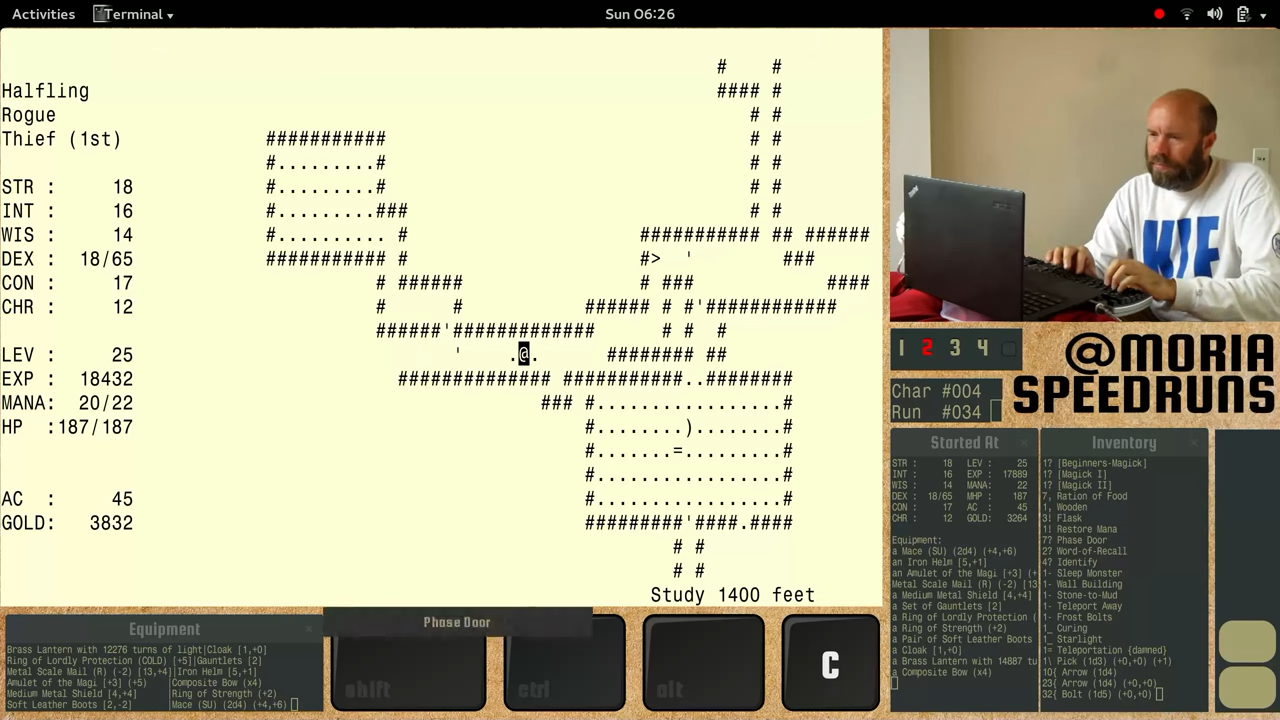 Activities Terminal Sun 06:26
Halfling
Rogue
Thief (1st)
STR : 18
INT : 16
WIS : 14
DEX : 18/65
CON : 17
CHR : 12
LEV : 25
EXP : 18432
MANA: 20/22
HP :187/187
AC : 45
GOLD: 3832
# #
#### #
# #
########### # #
#.........# # #
#.........# # #
#.........### # #
#.......... # ########### ## ######
########### # #> ' ###
# ###### # ### ####
# # ###### # #'############
######'############# # # #
' .@. ######## ##
############## ###########..########
### #.................#
#........).......#
#.......=.........#
#.................#
#.................#
#########'####.####
# #
# #
Study 1400 feet
1 2 3 4
@MORIA
SPEEDRUNS
Char #004
Run #034
Started At
STR : 18 LEV : 25
INT : 16 EXP : 17889
WIS : 14 MANA: 22
DEX : 18/65 MHP : 187
CON : 17 AC : 45
CHR : 12 GOLD: 3264
Equipment:
a Mace (SU) (2d4) (+4,+6)
an Iron Helm [5,+1]
an Amulet of the Magi [+3] (+
a Metal Scale Mail (R) (-2) [13
a Medium Metal Shield [4,+4]
a Set of Gauntlets [2]
a Ring of Lordly Protection (
a Ring of Strength (+2)
a Pair of Soft Leather Boots
a Cloak [1,+0]
a Brass Lantern with 14887 tu
a Composite Bow (x4)
Inventory
1? [Beginners-Magick]
1? [Magick I]
1? [Magick II]
7, Ration of Food
1, Wooden
3! Flask
1! Restore Mana
7? Phase Door
2? Word-of-Recall
4? Identify
1- Sleep Monster
1- Wall Building
1- Stone-to-Mud
1- Teleport Away
1- Frost Bolts
1_ Curing
1_ Starlight
1= Teleportation {damned}
1\ Pick (1d3) (+0,+0) (+1)
10{ Arrow (1d4)
23{ Arrow (1d4) (+0,+0)
32{ Bolt (1d5) (+0,+0)
Equipment
Brass Lantern with 12276 turns of light|Cloak [1,+0]
Ring of Lordly Protection (COLD) [+5]|Gauntlets [2]
Metal Scale Mail (R) (-2) [13,+4]|Iron Helm [5,+1]
Amulet of the Magi [+3] (+5) |Composite Bow (x4)
Medium Metal Shield [4,+4] |Ring of Strength (+2)
Soft Leather Boots [2,-2] |Mace (SU) (2d4) (+4,+6)
Phase Door
shift
ctrl
alt
C